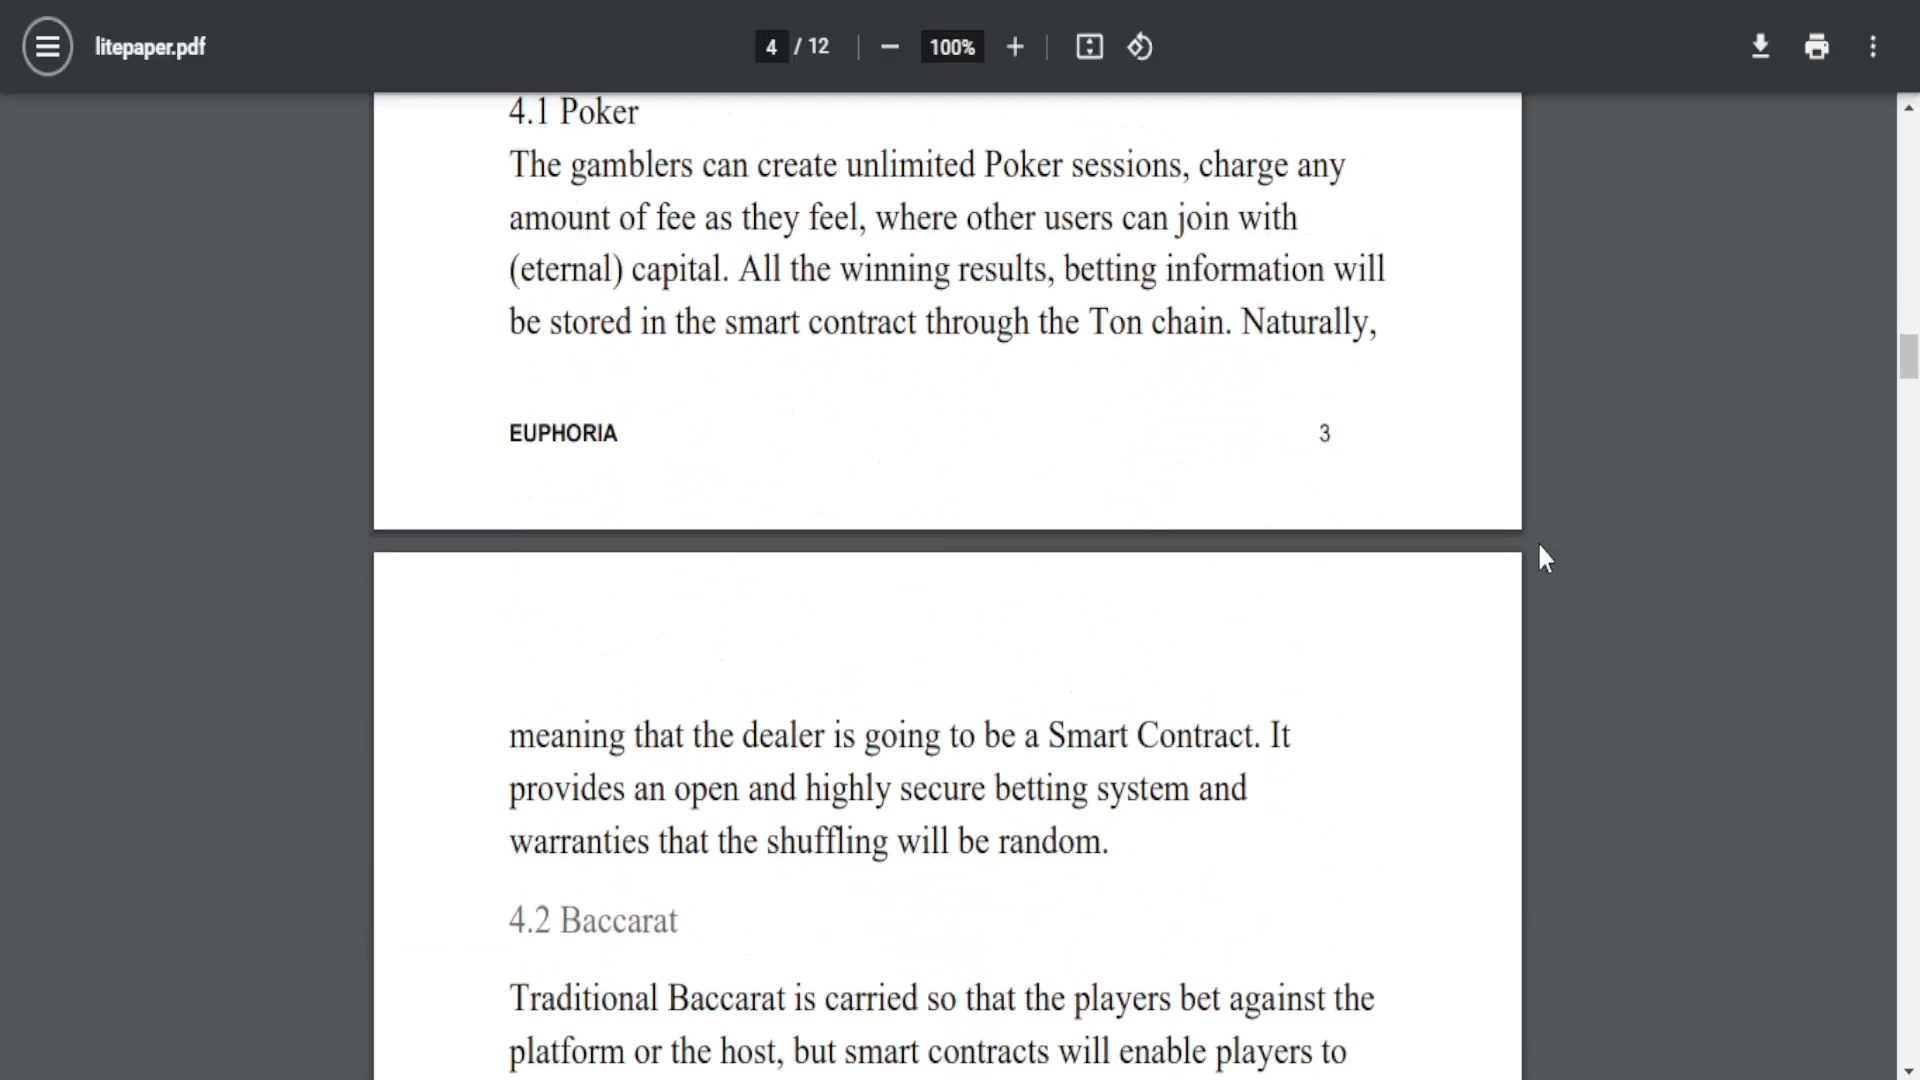 litepaper.pdf
4 / 12
100%
4.1 Poker
The gamblers can create unlimited Poker sessions, charge any
amount of fee as they feel, where other users can join with
(eternal) capital. All the winning results, betting information will
be stored in the smart contract through the Ton chain. Naturally,
EUPHORIA 3
meaning that the dealer is going to be a Smart Contract. It
provides an open and highly secure betting system and
warranties that the shuffling will be random.
4.2 Baccarat
Traditional Baccarat is carried so that the players bet against the
platform or the host, but smart contracts will enable players to